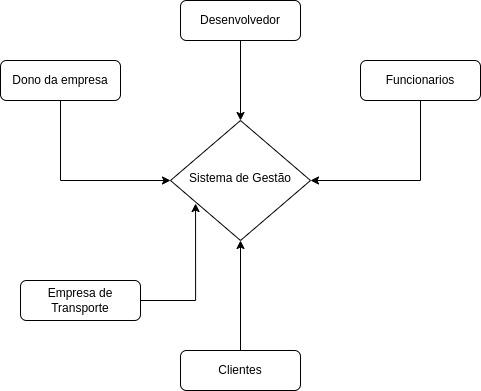 Desenvolvedor
Dono da empresa
Funcionarios
Sistema de Gestão
Empresa de
Transporte
Clientes